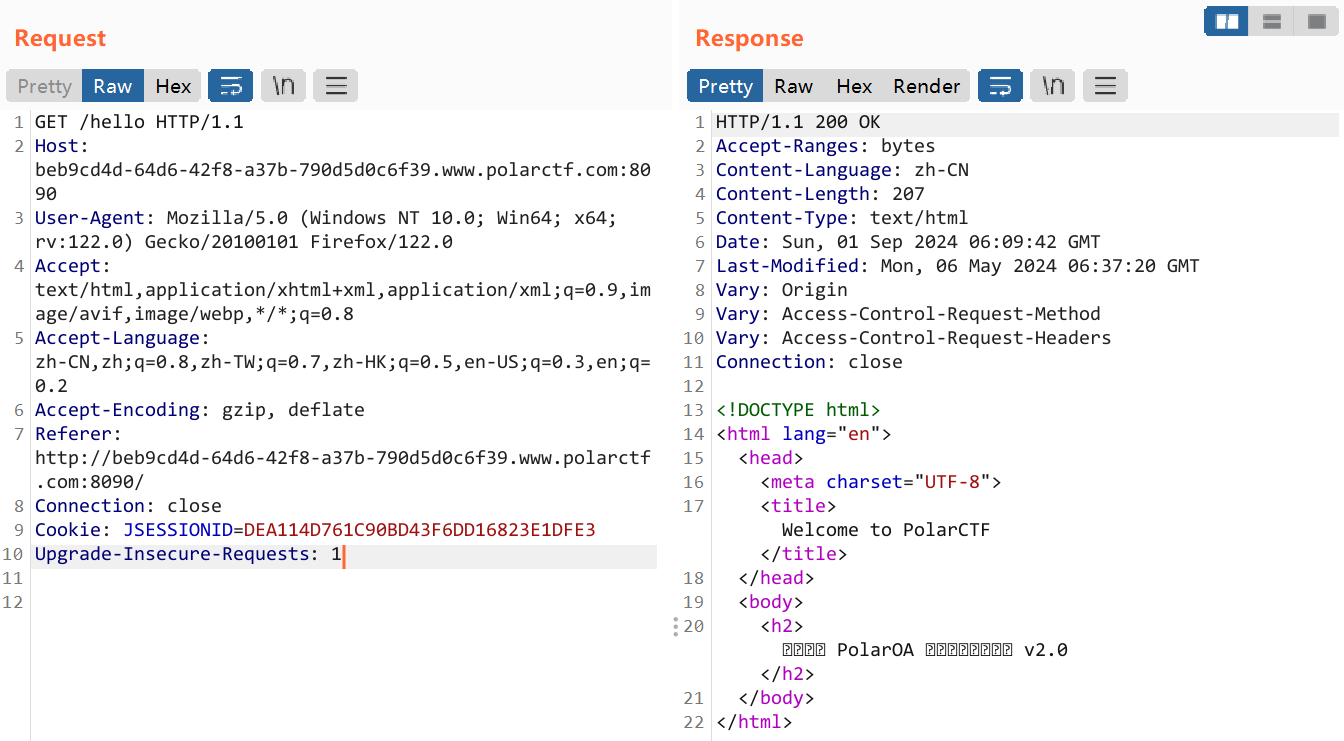 Request
Pretty Raw Hex \n
1 GET /hello HTTP/1.1
2 Host:
beb9cd4d-64d6-42f8-a37b-790d5d0c6f39.www.polarctf.com:80
90
3 User-Agent: Mozilla/5.0 (Windows NT 10.0; Win64; x64;
rv:122.0) Gecko/20100101 Firefox/122.0
4 Accept:
text/html,application/xhtml+xml,application/xml;q=0.9,im
age/avif,image/webp,*/*;q=0.8
5 Accept-Language:
zh-CN,zh;q=0.8,zh-TW;q=0.7,zh-HK;q=0.5,en-US;q=0.3,en;q=
0.2
6 Accept-Encoding: gzip, deflate
7 Referer:
http://beb9cd4d-64d6-42f8-a37b-790d5d0c6f39.www.polarctf
.com:8090/
8 Connection: close
9 Cookie: JSESSIONID=DEA114D761C90BD43F6DD16823E1DFE3
10 Upgrade-Insecure-Requests: 1
11
12
Response
Pretty Raw Hex Render \n
1 HTTP/1.1 200 OK
2 Accept-Ranges: bytes
3 Content-Language: zh-CN
4 Content-Length: 207
5 Content-Type: text/html
6 Date: Sun, 01 Sep 2024 06:09:42 GMT
7 Last-Modified: Mon, 06 May 2024 06:37:20 GMT
8 Vary: Origin
9 Vary: Access-Control-Request-Method
10 Vary: Access-Control-Request-Headers
11 Connection: close
12
13 <!DOCTYPE html>
14 <html lang="en">
15 <head>
16 <meta charset="UTF-8">
17 <title>
Welcome to PolarCTF
</title>
18 </head>
19 <body>
20 <h2>
PolarOA v2.0
</h2>
21 </body>
22 </html>